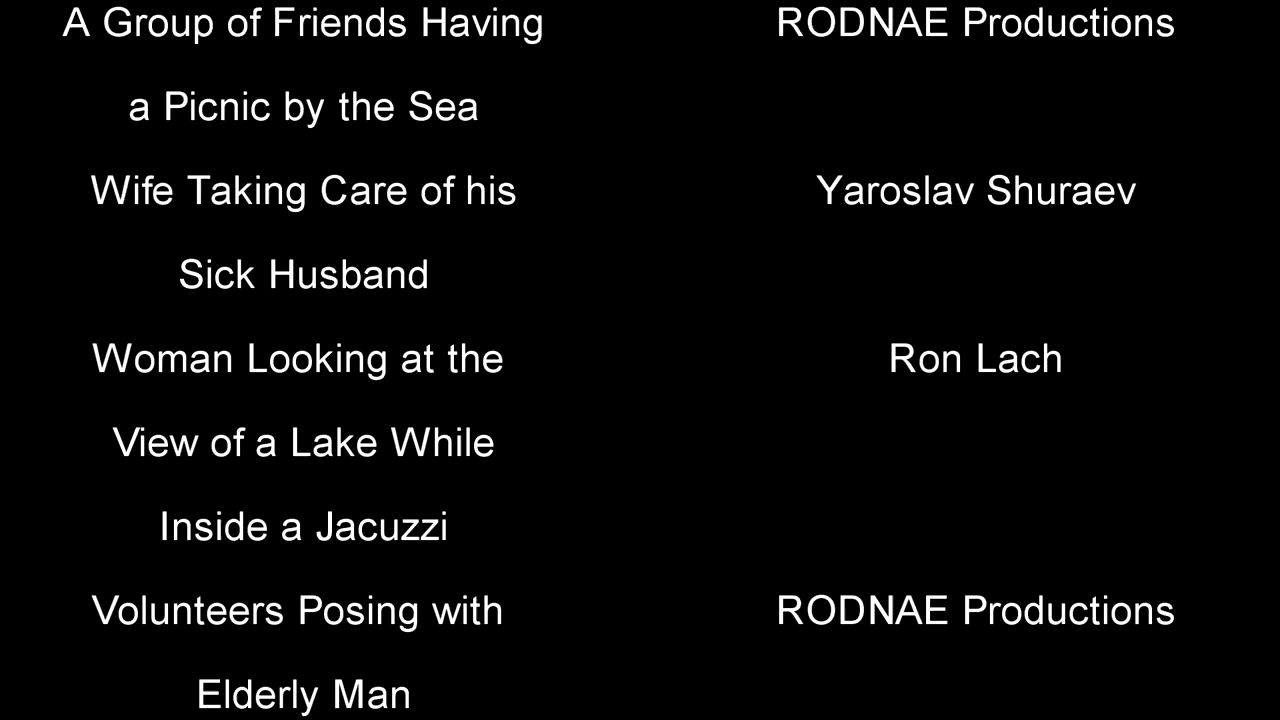 A Group of Friends Having RODNAE Productions
a Picnic by the Sea
Wife Taking Care of his Yaroslav Shuraev
Sick Husband
Woman Looking at the Ron Lach
View of a Lake While
Inside a Jacuzzi
Volunteers Posing with RODNAE Productions
Elderly Man